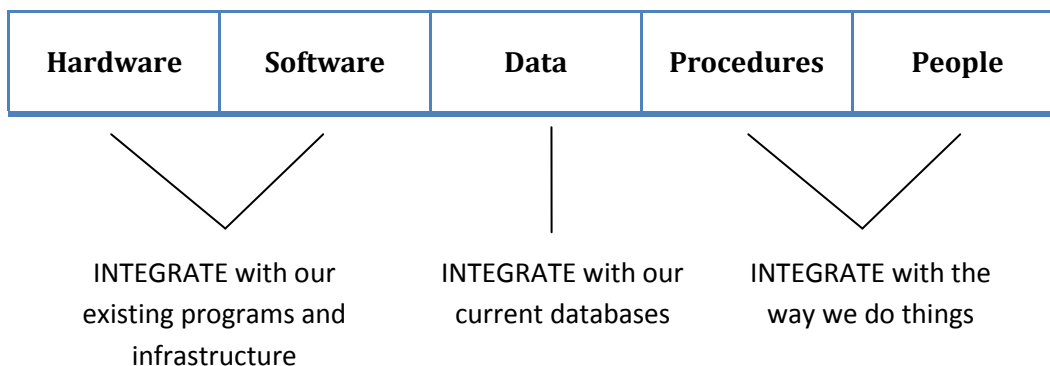 Hardware Software Data Procedures People
INTEGRATE with our
existing programs and
infrastructure
INTEGRATE with our
current databases
INTEGRATE with the
way we do things